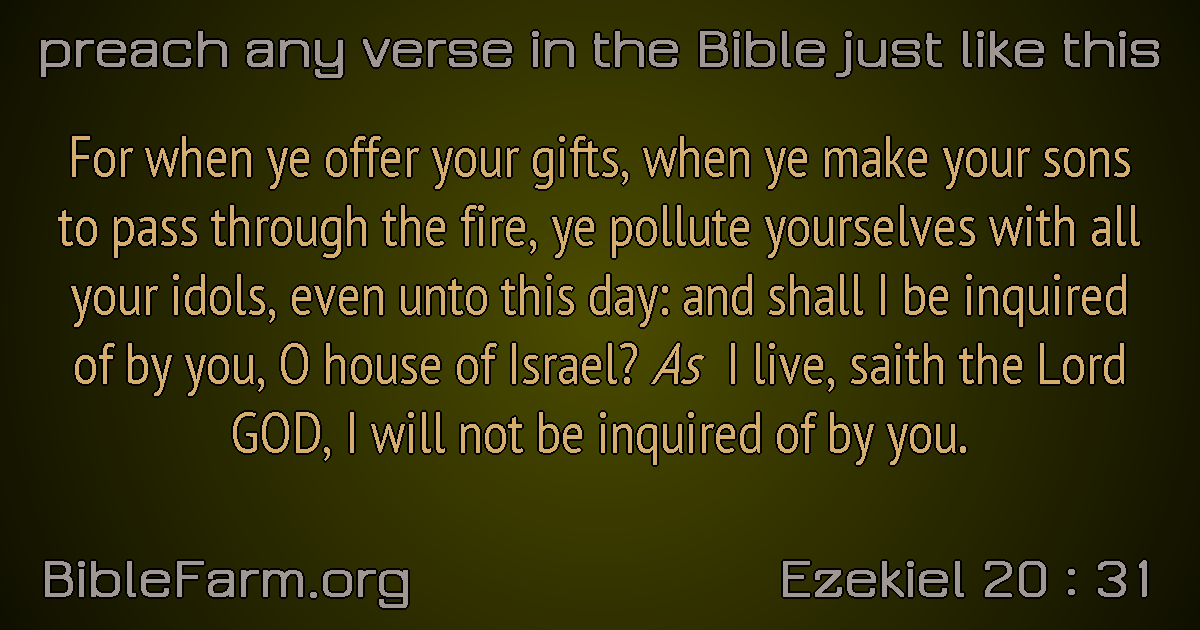 preach any verse in the Bible just like this
For when ye offer your gifts, when ye make your sons
to pass through the fire, ye pollute yourselves with all
your idols, even unto this day: and shall I be inquired
of by you, O house of Israel? As I live, saith the Lord
GOD, I will not be inquired of by you.
BibleFarm.org
Ezekiel 20 : 31